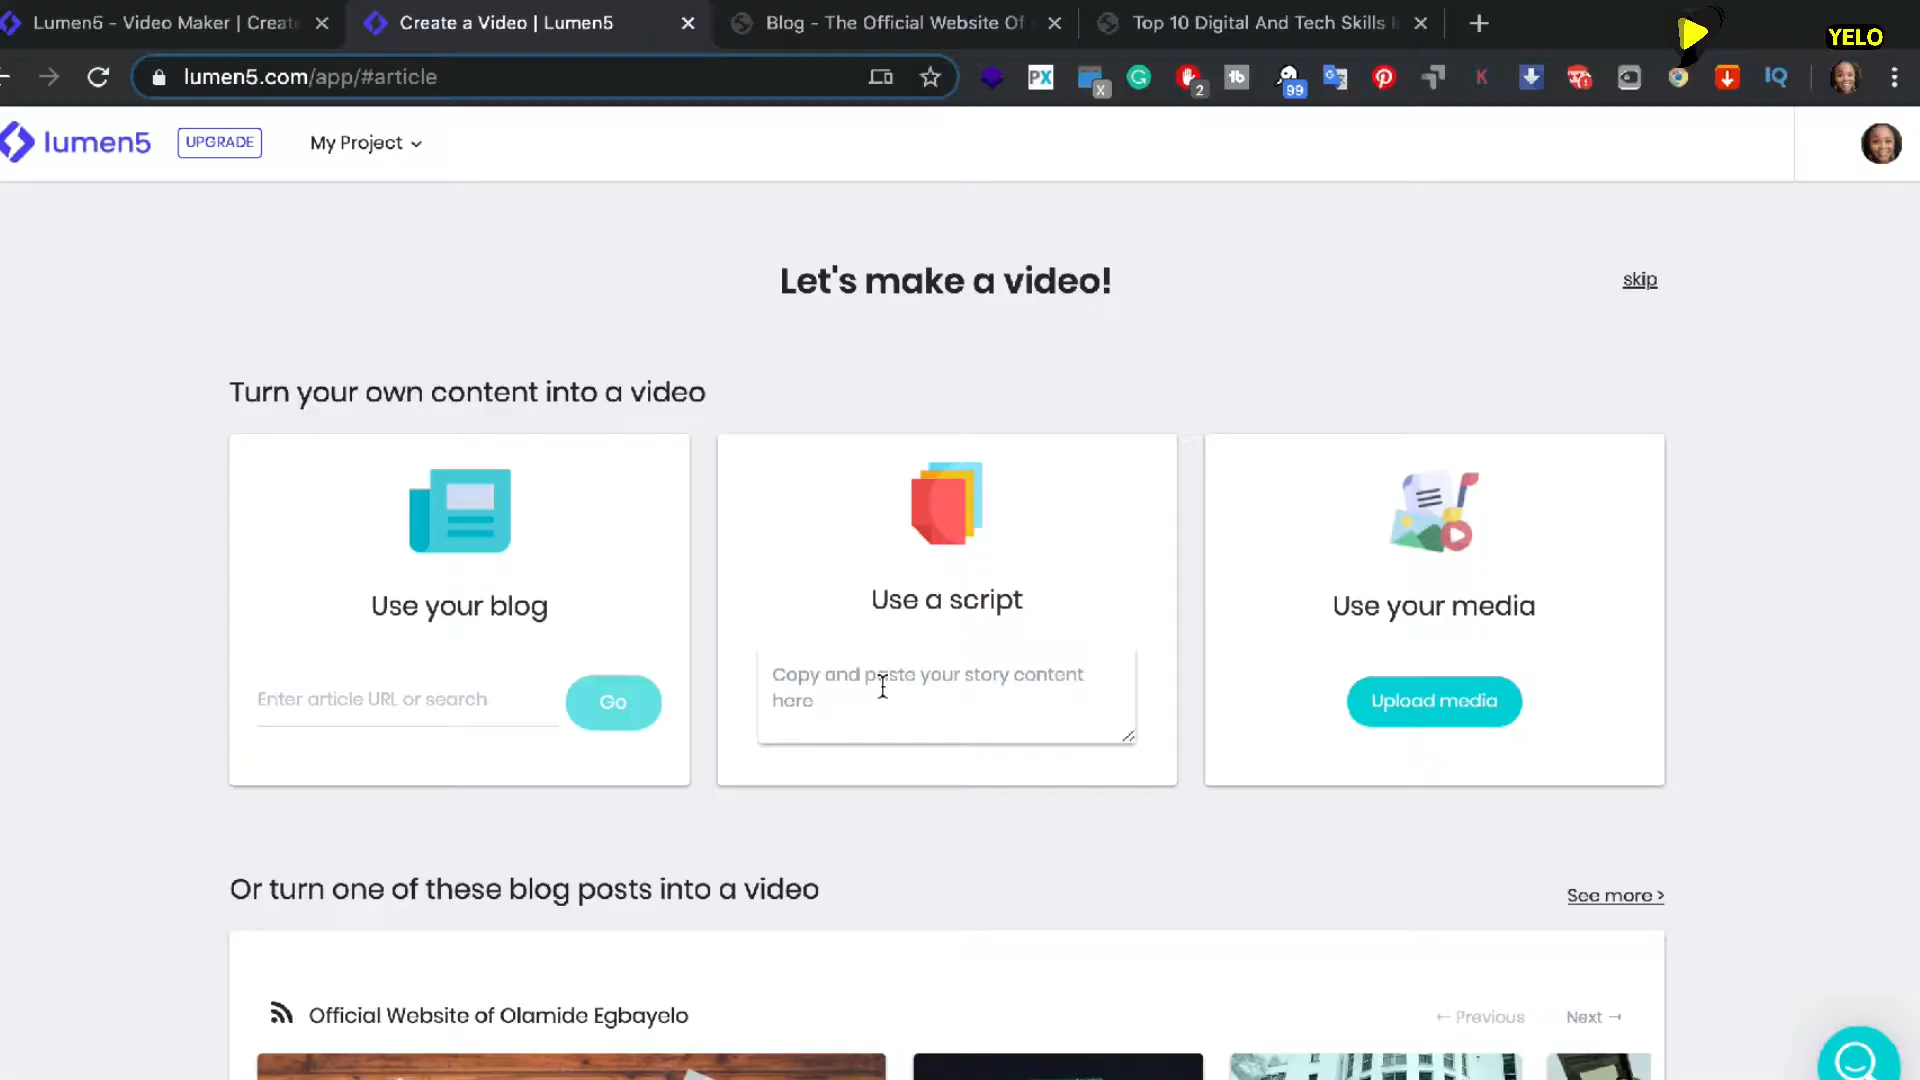 Lumen5 - Video Maker | Create
Create a Video | Lumen5
Blog - The Official Website Of
Top 10 Digital And Tech Skills
YELO
lumen5.com/app/#article
PX
X
2
tb
99
K
IQ
lumen5
UPGRADE
My Project
Let's make a video!
skip
Turn your own content into a video
Use your blog
Use a script
Use your media
Enter article URL or search
Go
Copy and paste your story content
here
Upload media
Or turn one of these blog posts into a video
See more >
Official Website of Olamide Egbayelo
← Previous
Next →